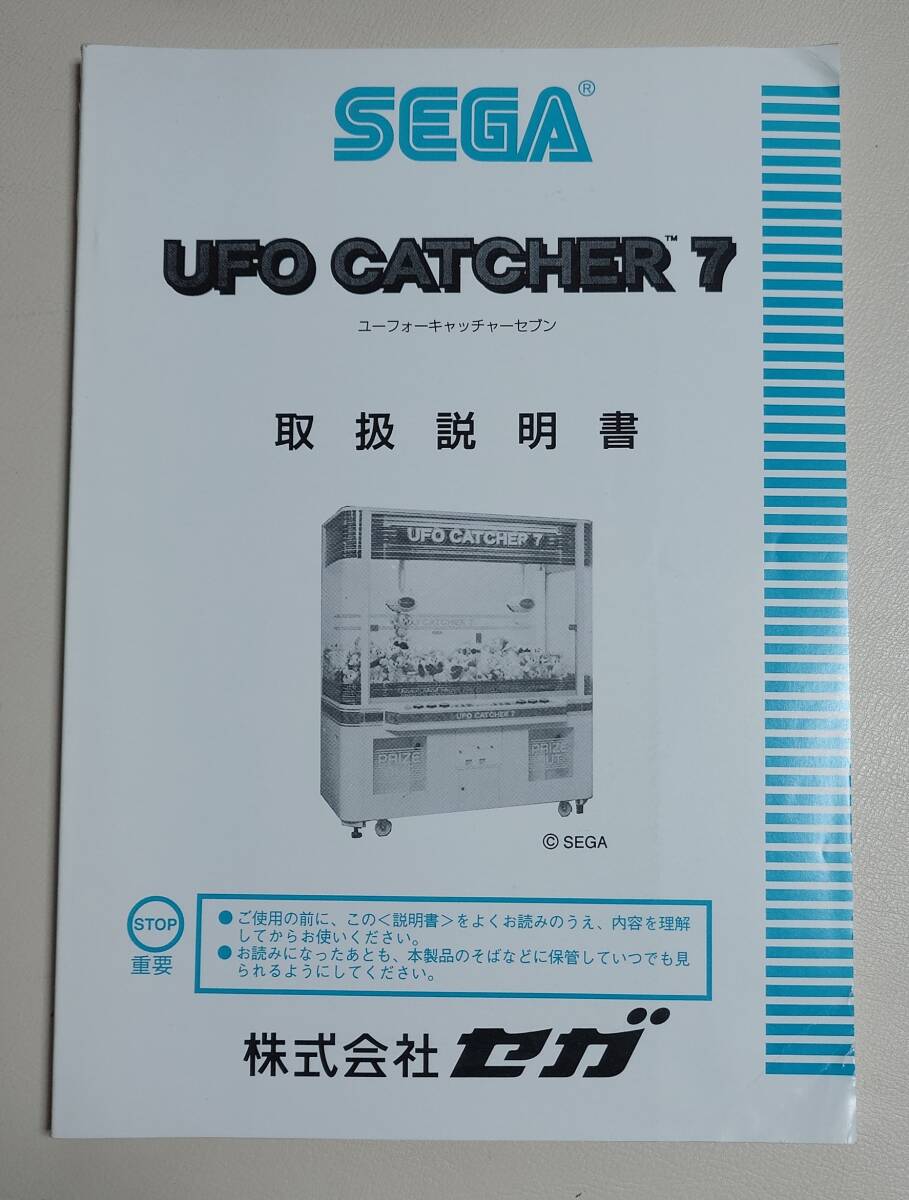 SEGA®
UFO CATCHER™ 7
ユーフォーキャッチャーセブン
取扱説明書
UFO CATCHER 7
UFO CATCHER 7
PRIZE
PRIZE
© SEGA
STOP
重要
●ご使用の前に、この<説明書>をよくお読みのうえ、内容を理解
してからお使いください。
●お読みになったあとも、本製品のそばなどに保管していつでも見
られるようにしてください。
株式会社 セガ